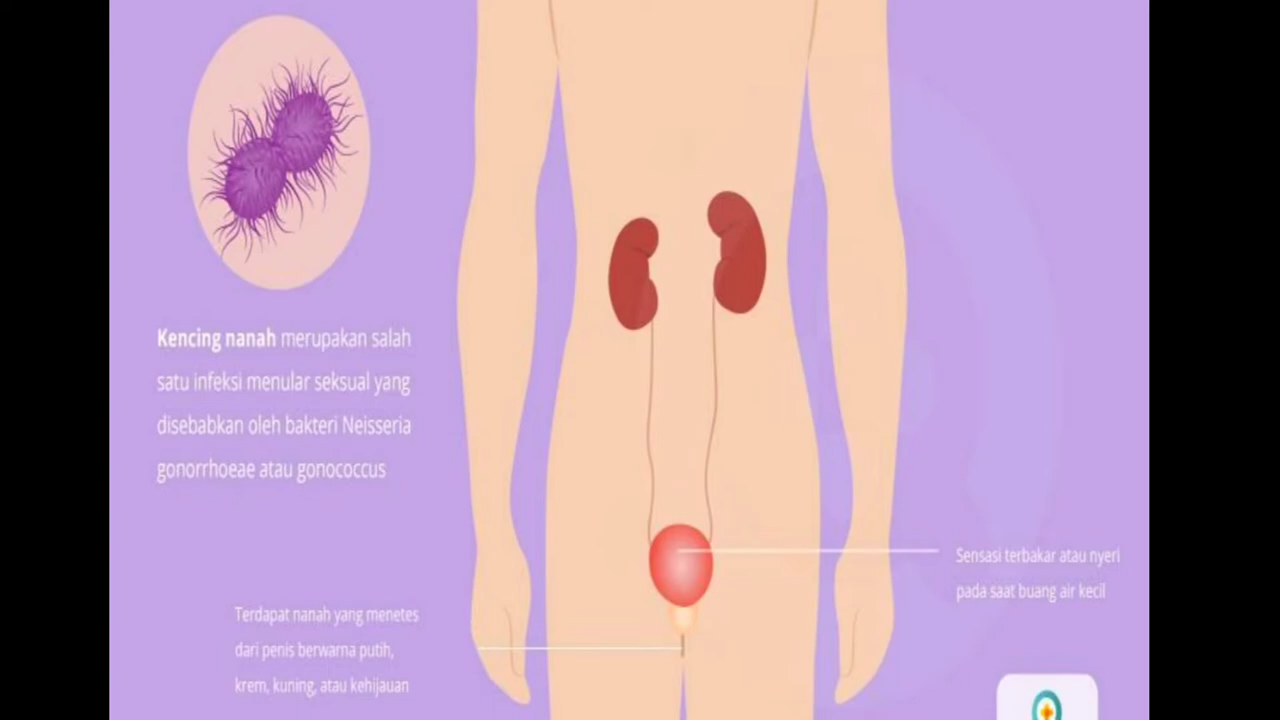 Kencing nanah merupakan salah
satu infeksi menular seksual yang
disebabkan oleh bakteri Neisseria
gonorrhoeae atau gonococcus
Sensasi terbakar atau nyeri
pada saat buang air kecil
Terdapat nanah yang menetes
dari penis berwarna putih,
krem, kuning, atau kehijauan